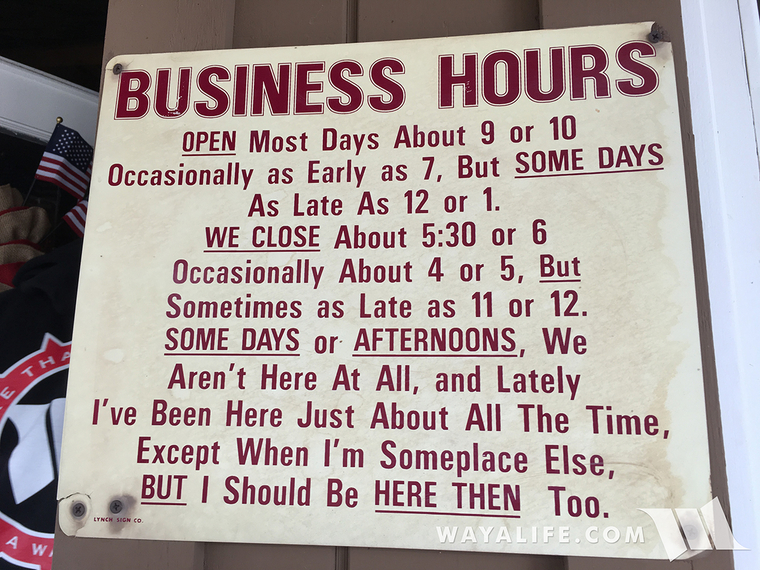 BUSINESS HOURS
OPEN Most Days About 9 or 10
Occasionally as Early as 7, But SOME DAYS
As Late As 12 or 1.
WE CLOSE About 5:30 or 6
Occasionally About 4 or 5, But
Sometimes as Late as 11 or 12.
SOME DAYS or AFTERNOONS, We
Aren't Here At All, and Lately
I've Been Here Just About All The Time,
Except When I'm Someplace Else,
BUT I Should Be HERE THEN Too.
LYNCH SIGN CO.
WAYALIFE.COM